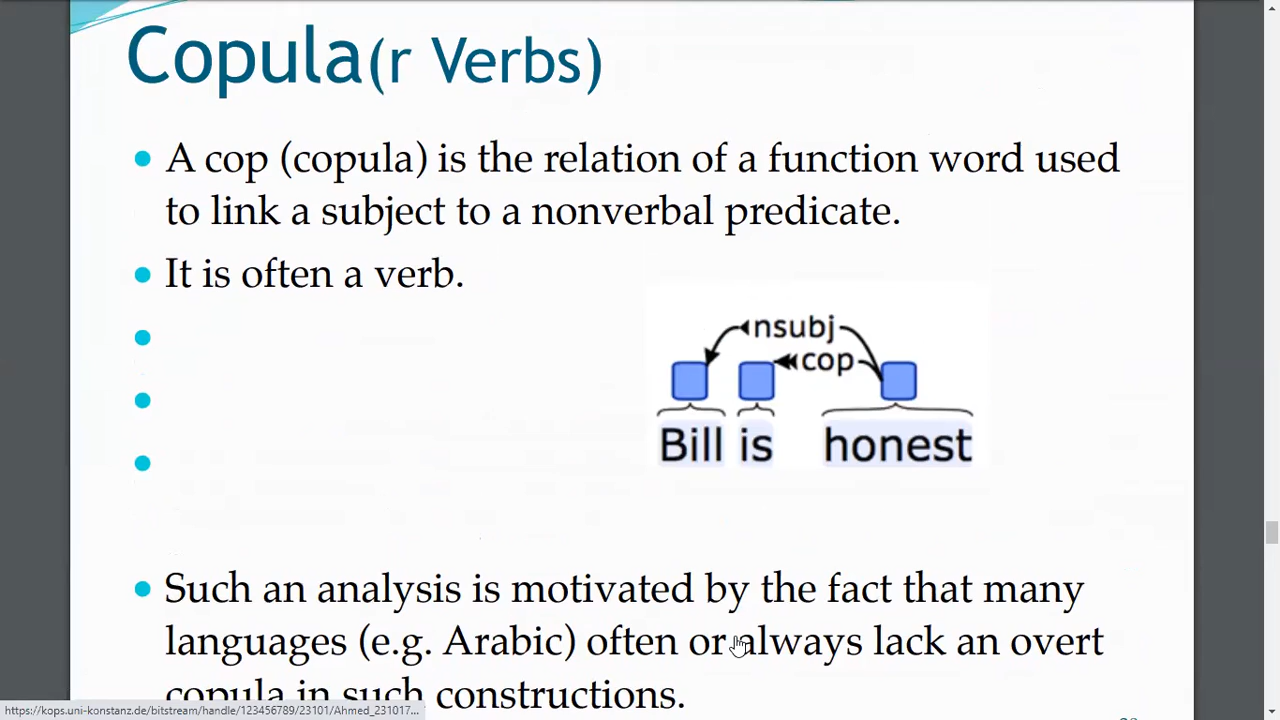 Copula(r Verbs)
A cop (copula) is the relation of a function word used
to link a subject to a nonverbal predicate.
It is often a verb.
nsubj
cop
Bill is honest
Such an analysis is motivated by the fact that many
languages (e.g. Arabic) often or always lack an overt
copula in such constructions.
https://kops.uni-konstanz.de/bitstream/handle/123456789/23101/Ahmed_231017...